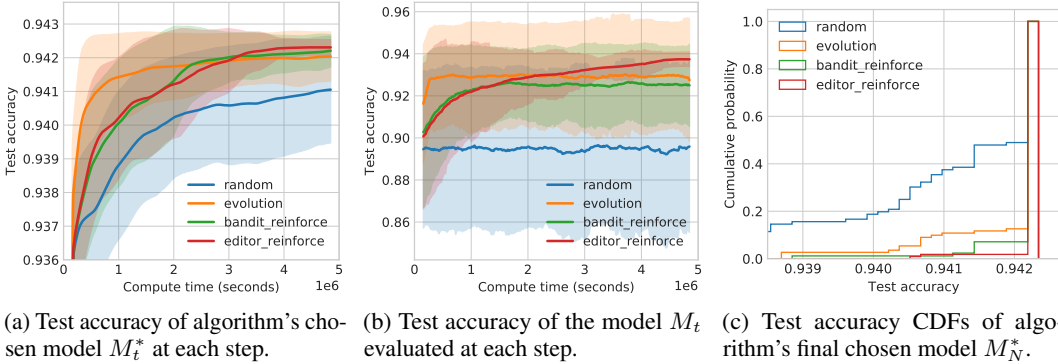 0.943
0.942
0.941
0.940
0.939
0.938
0.937
0.936
Test accuracy
0
1
2
3
4
5
Compute time (seconds)
1e6
random
evolution
bandit_reinforce
editor_reinforce
(a) Test accuracy of algorithm's cho-
sen model M*t at each step.
0.96
0.94
0.92
0.90
0.88
0.86
Test accuracy
0
1
2
3
4
5
Compute time (seconds)
1e6
random
evolution
bandit_reinforce
editor_reinforce
(b) Test accuracy of the model Mt
evaluated at each step.
1.0
0.8
0.6
0.4
0.2
0.0
Cumulative probability
0.939
0.940
0.941
0.942
Test accuracy
random
evolution
bandit_reinforce
editor_reinforce
(c) Test accuracy CDFs of algo-
rithm's final chosen model M*N.